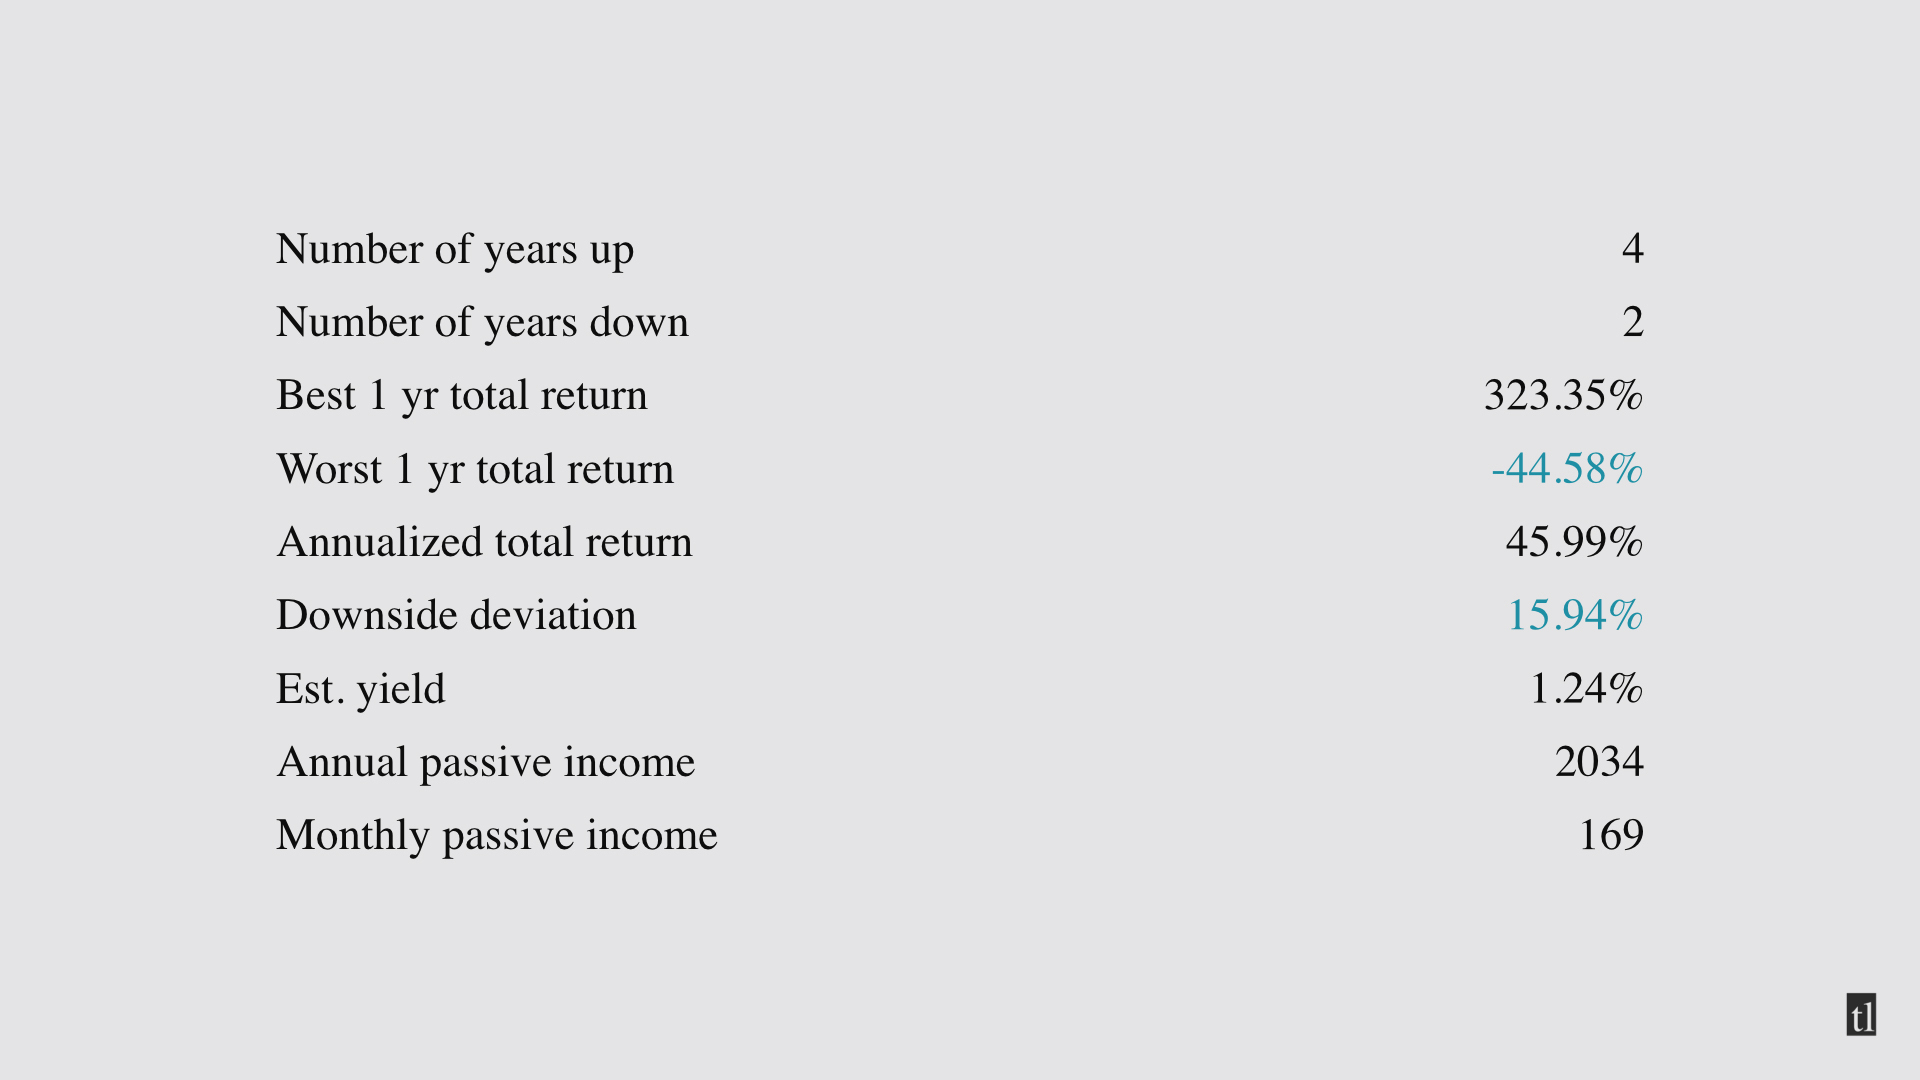 Number of years up 4
Number of years down 2
Best 1 yr total return 323.35%
Worst 1 yr total return -44.58%
Annualized total return 45.99%
Downside deviation 15.94%
Est. yield 1.24%
Annual passive income 2034
Monthly passive income 169
tl